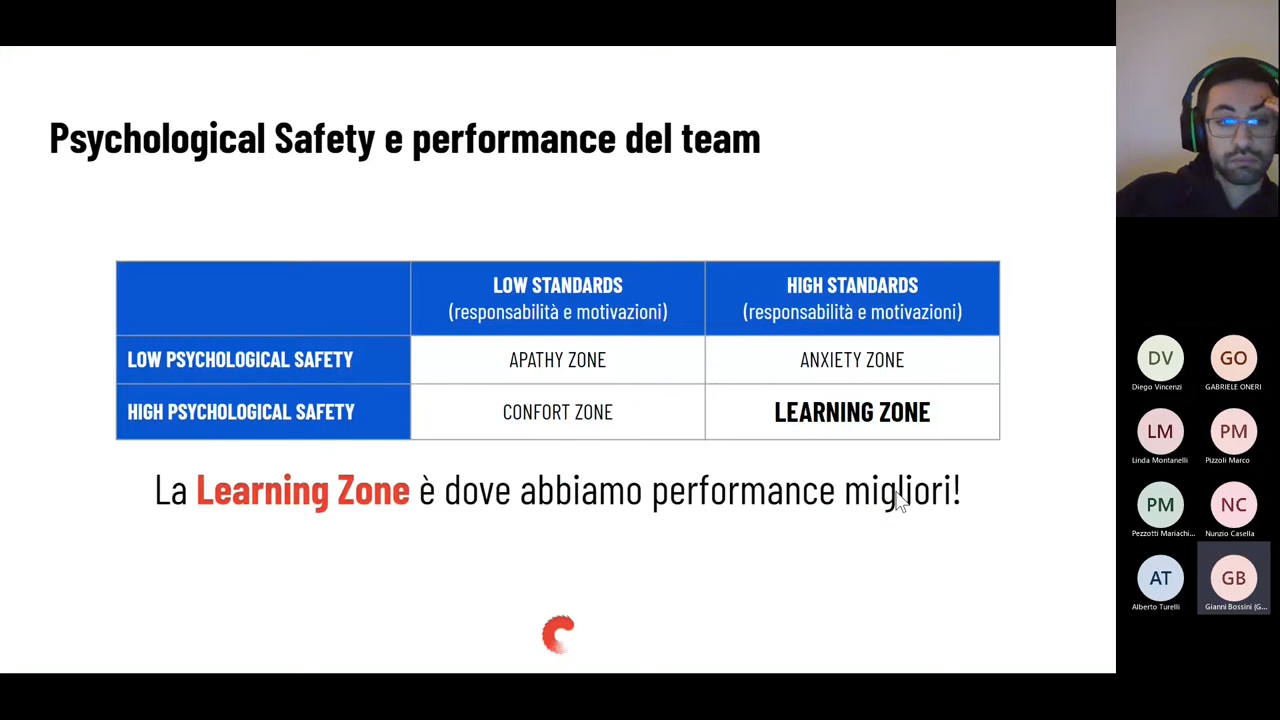 Psychological Safety e performance del team
LOW STANDARDS
(responsabilità e motivazioni)
HIGH STANDARDS
(responsabilità e motivazioni)
LOW PSYCHOLOGICAL SAFETY
APATHY ZONE
ANXIETY ZONE
HIGH PSYCHOLOGICAL SAFETY
CONFORT ZONE
LEARNING ZONE
La Learning Zone è dove abbiamo performance migliori!
DV
Diego Vincenzi
GO
GABRIELE ONERI
LM
Linda Montanelli
PM
Pizzoli Marco
PM
Pezzotti Mariachi...
NC
Nunzio Casella
AT
Alberto Turelli
GB
Gianni Bossini (G...